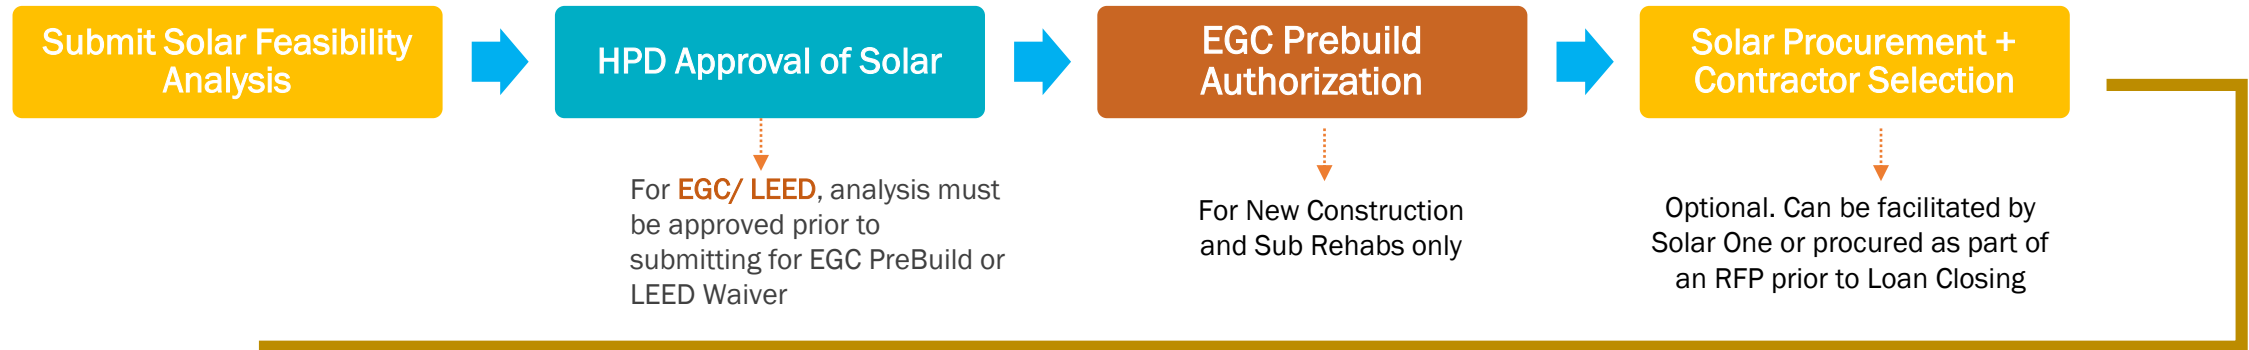 Submit Solar Feasibility
Analysis
HPD Approval of Solar
EGC Prebuild
Authorization
Solar Procurement +
Contractor Selection
For EGC/ LEED, analysis must
be approved prior to
submitting for EGC PreBuild or
LEED Waiver
For New Construction
and Sub Rehabs only
Optional. Can be facilitated by
Solar One or procured as part of
an RFP prior to Loan Closing